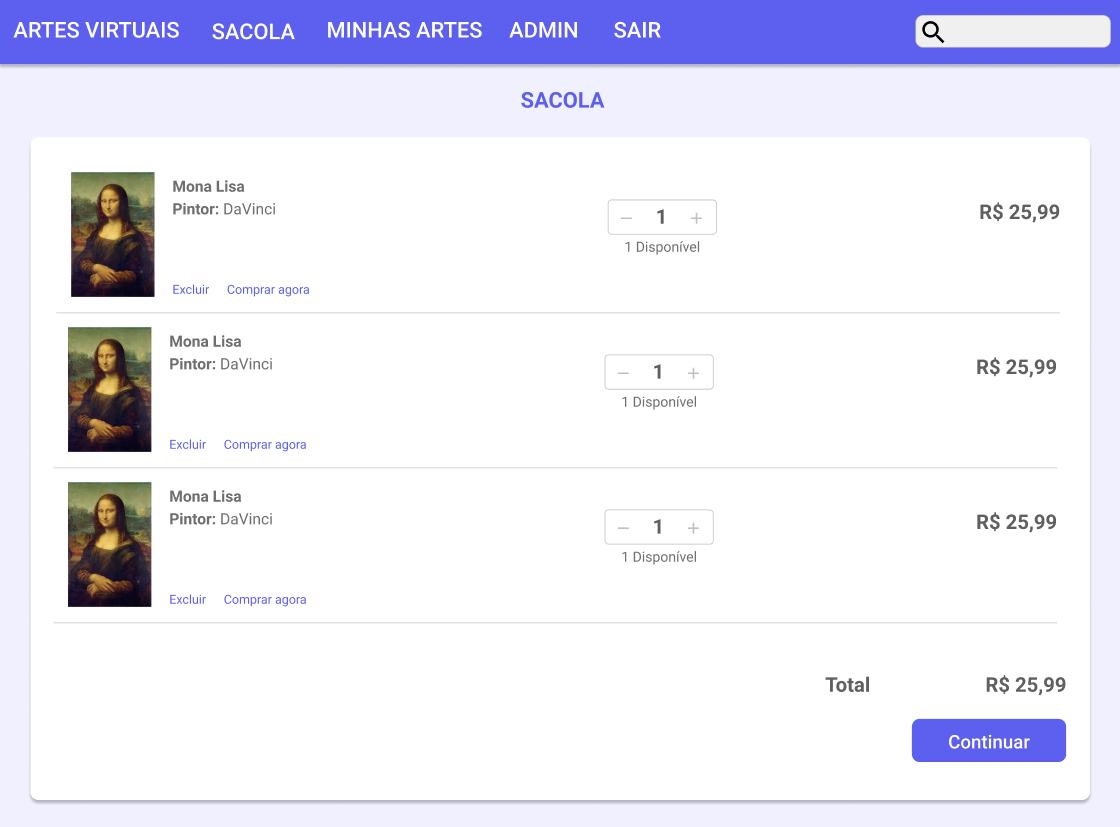 ARTES VIRTUAIS SACOLA MINHAS ARTES ADMIN SAIR
SACOLA
Mona Lisa
Pintor: DaVinci
1
R$ 25,99
1 Disponível
Excluir Comprar agora
Mona Lisa
Pintor: DaVinci
1
R$ 25,99
1 Disponível
Excluir Comprar agora
Mona Lisa
Pintor: DaVinci
1
R$ 25,99
1 Disponível
Excluir Comprar agora
Total R$ 25,99
Continuar